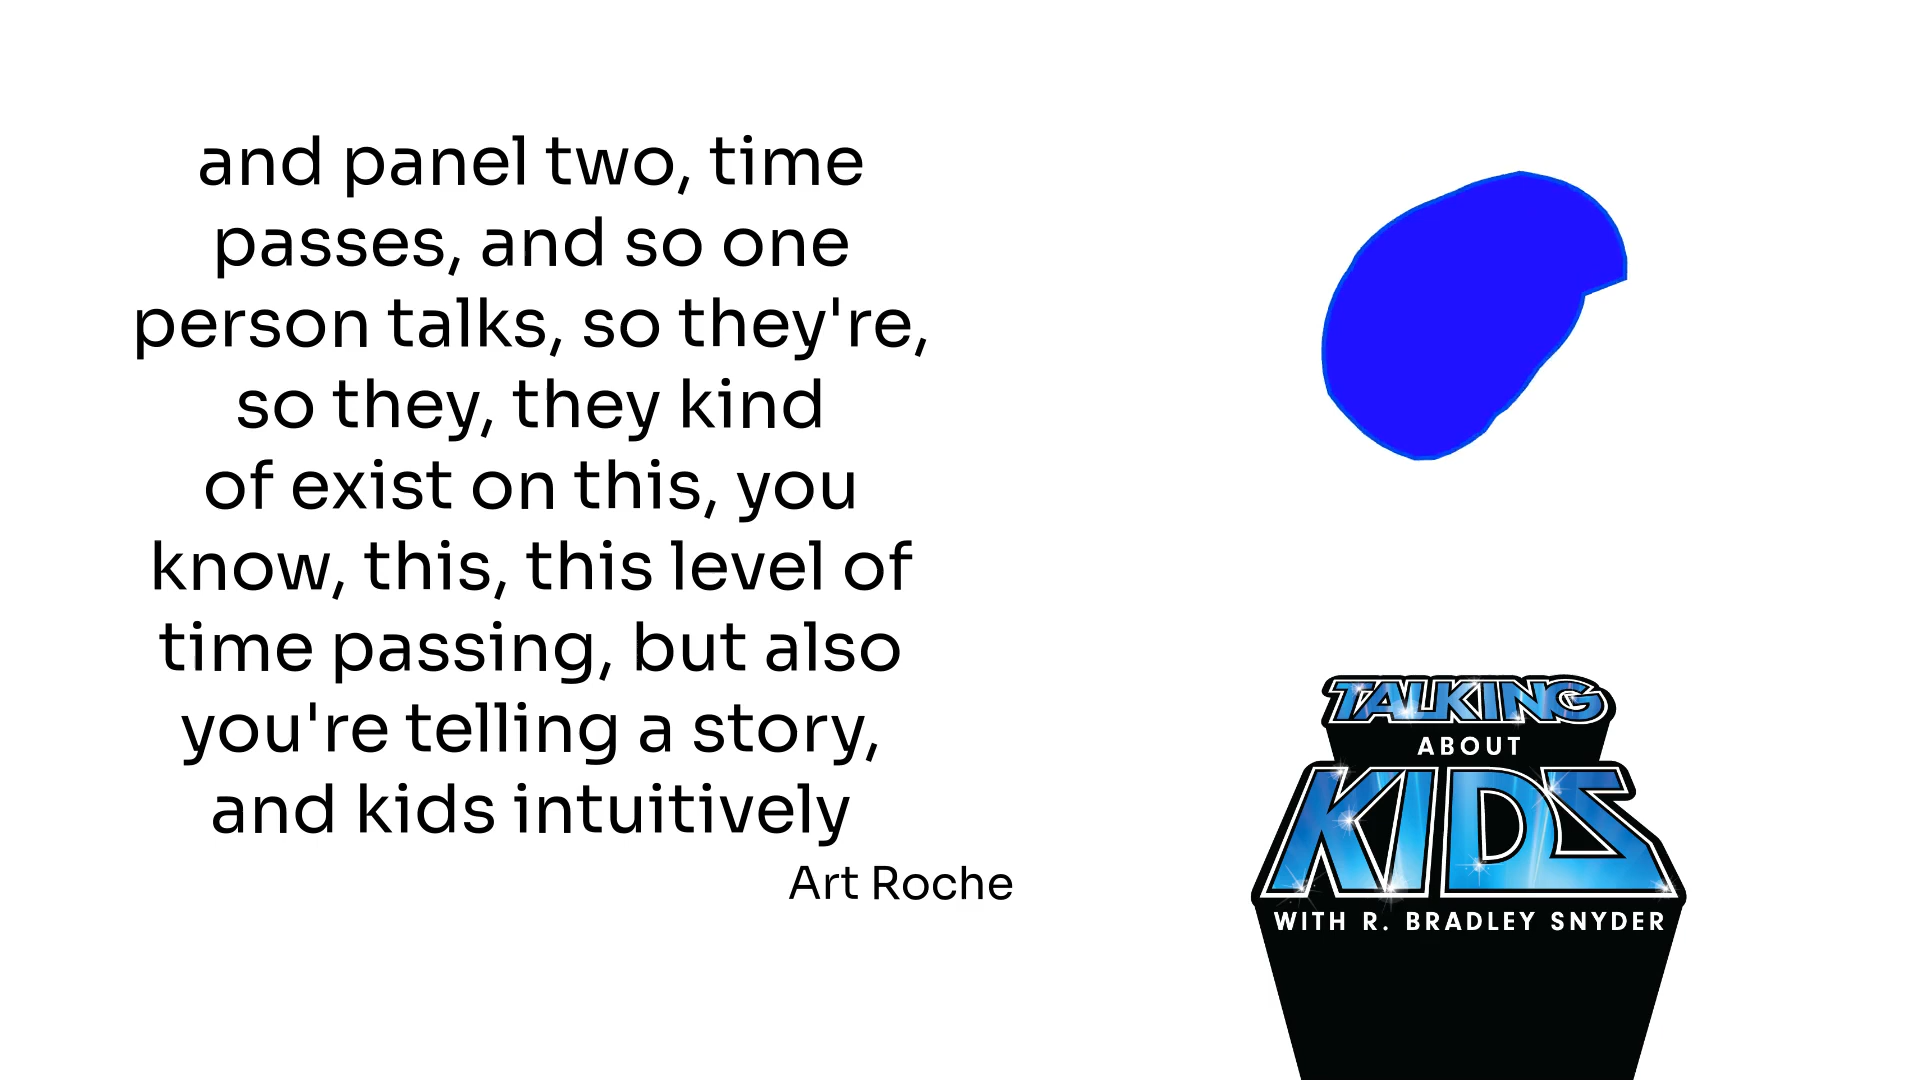 and panel two, time
passes, and so one
person talks, so they're,
so they, they kind
of exist on this, you
know, this, this level of
time passing, but also
you're telling a story,
and kids intuitively
Art Roche
TALKING
ABOUT
KIDS
WITH R. BRADLEY SNYDER